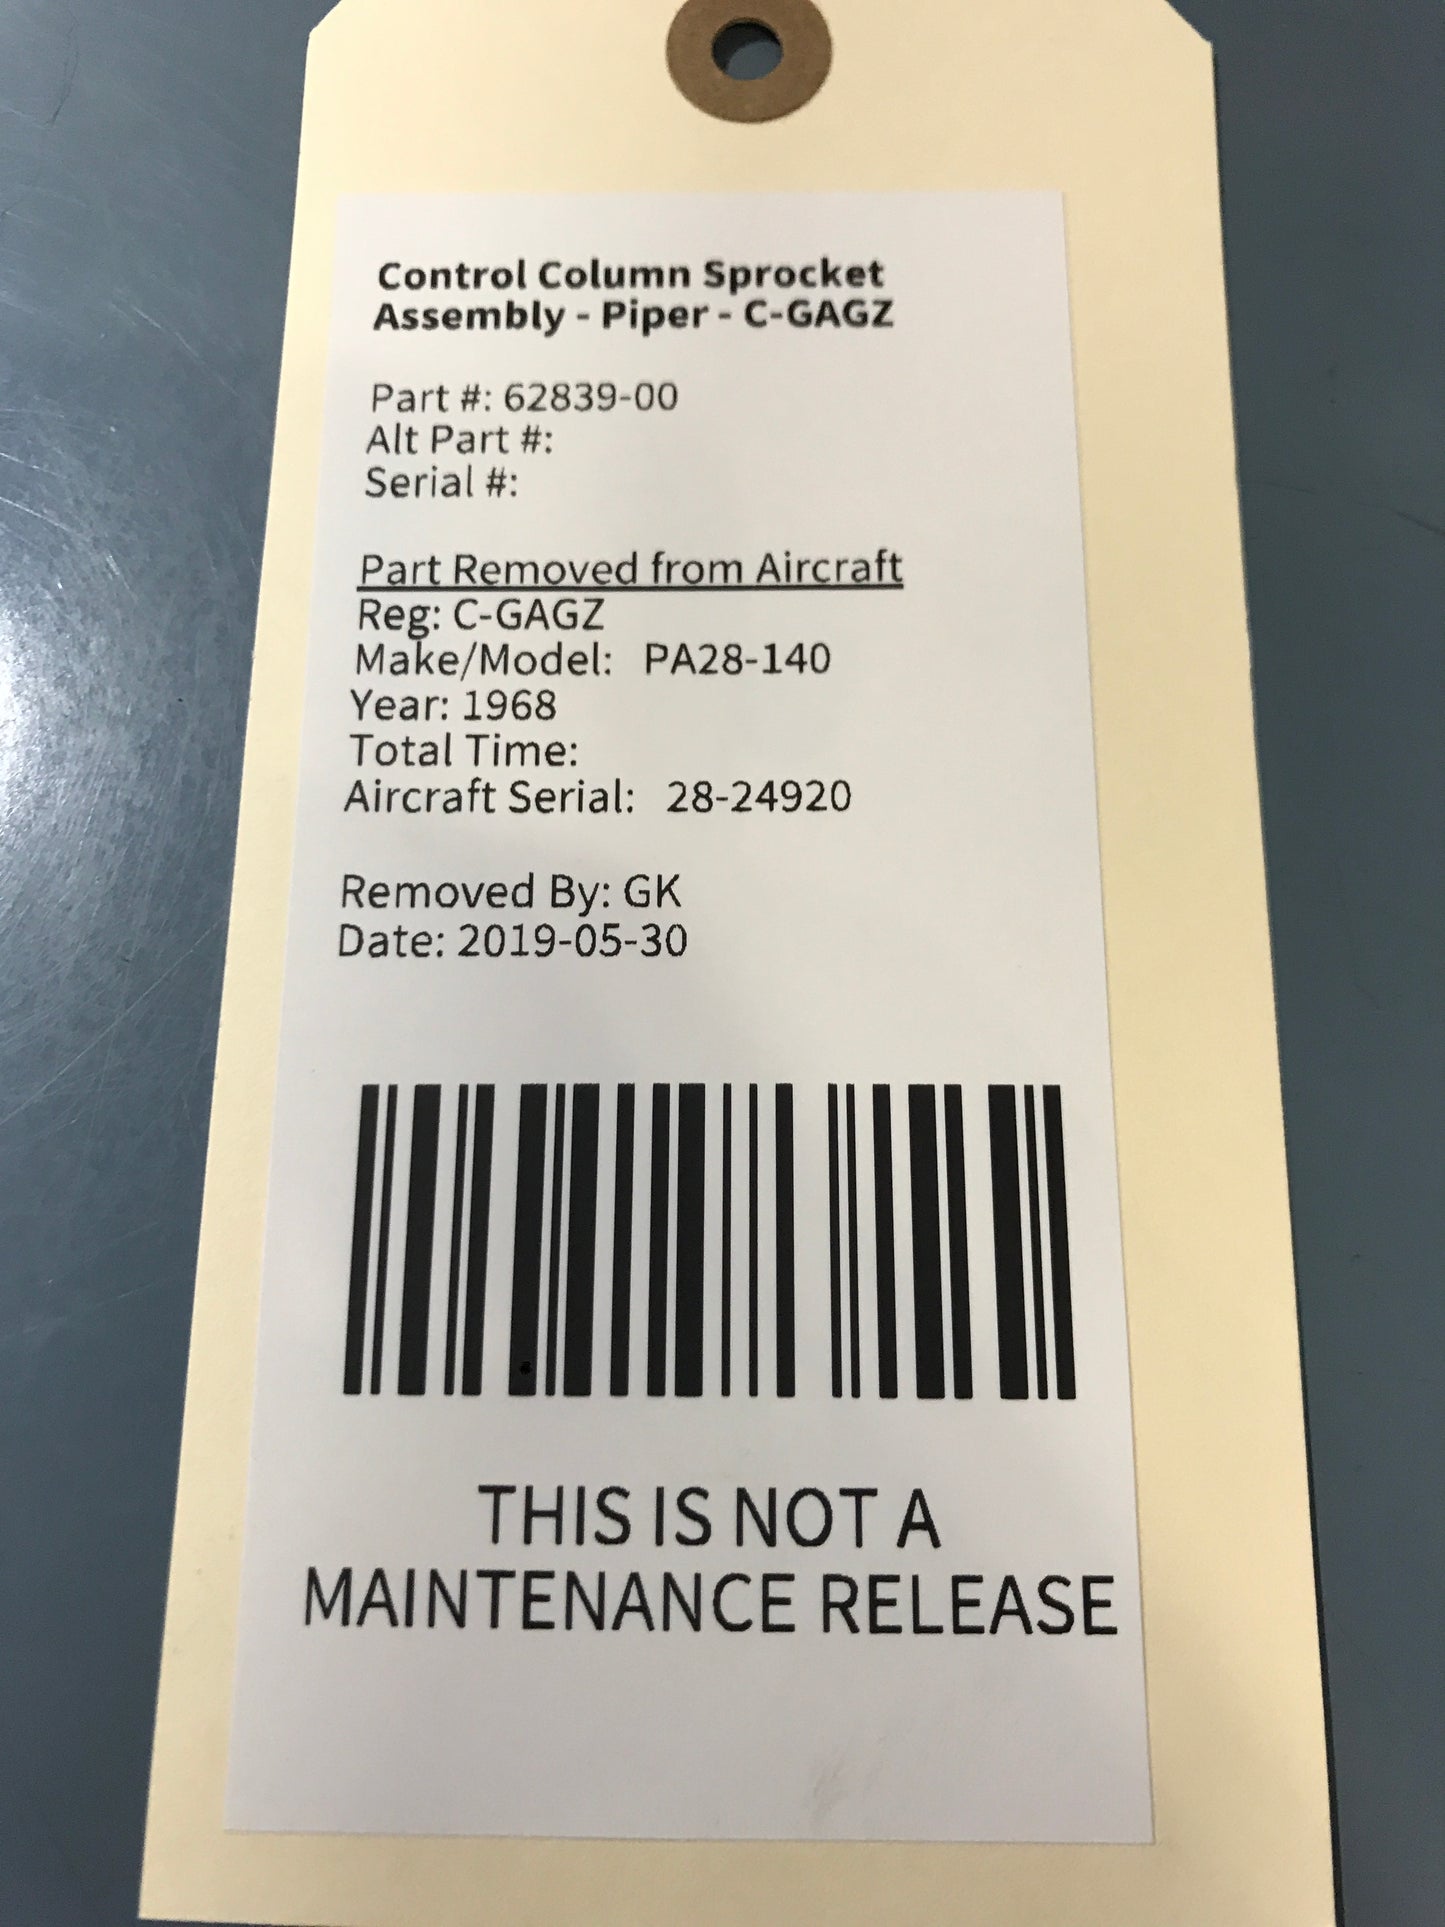 Control Column Sprocket
Assembly - Piper - C-GAGZ
Part #: 62839-00
Alt Part #:
Serial #:
Part Removed from Aircraft
Reg: C-GAGZ
Make/Model: PA28-140
Year: 1968
Total Time:
Aircraft Serial: 28-24920
Removed By: GK
Date: 2019-05-30
THIS IS NOT A
MAINTENANCE RELEASE